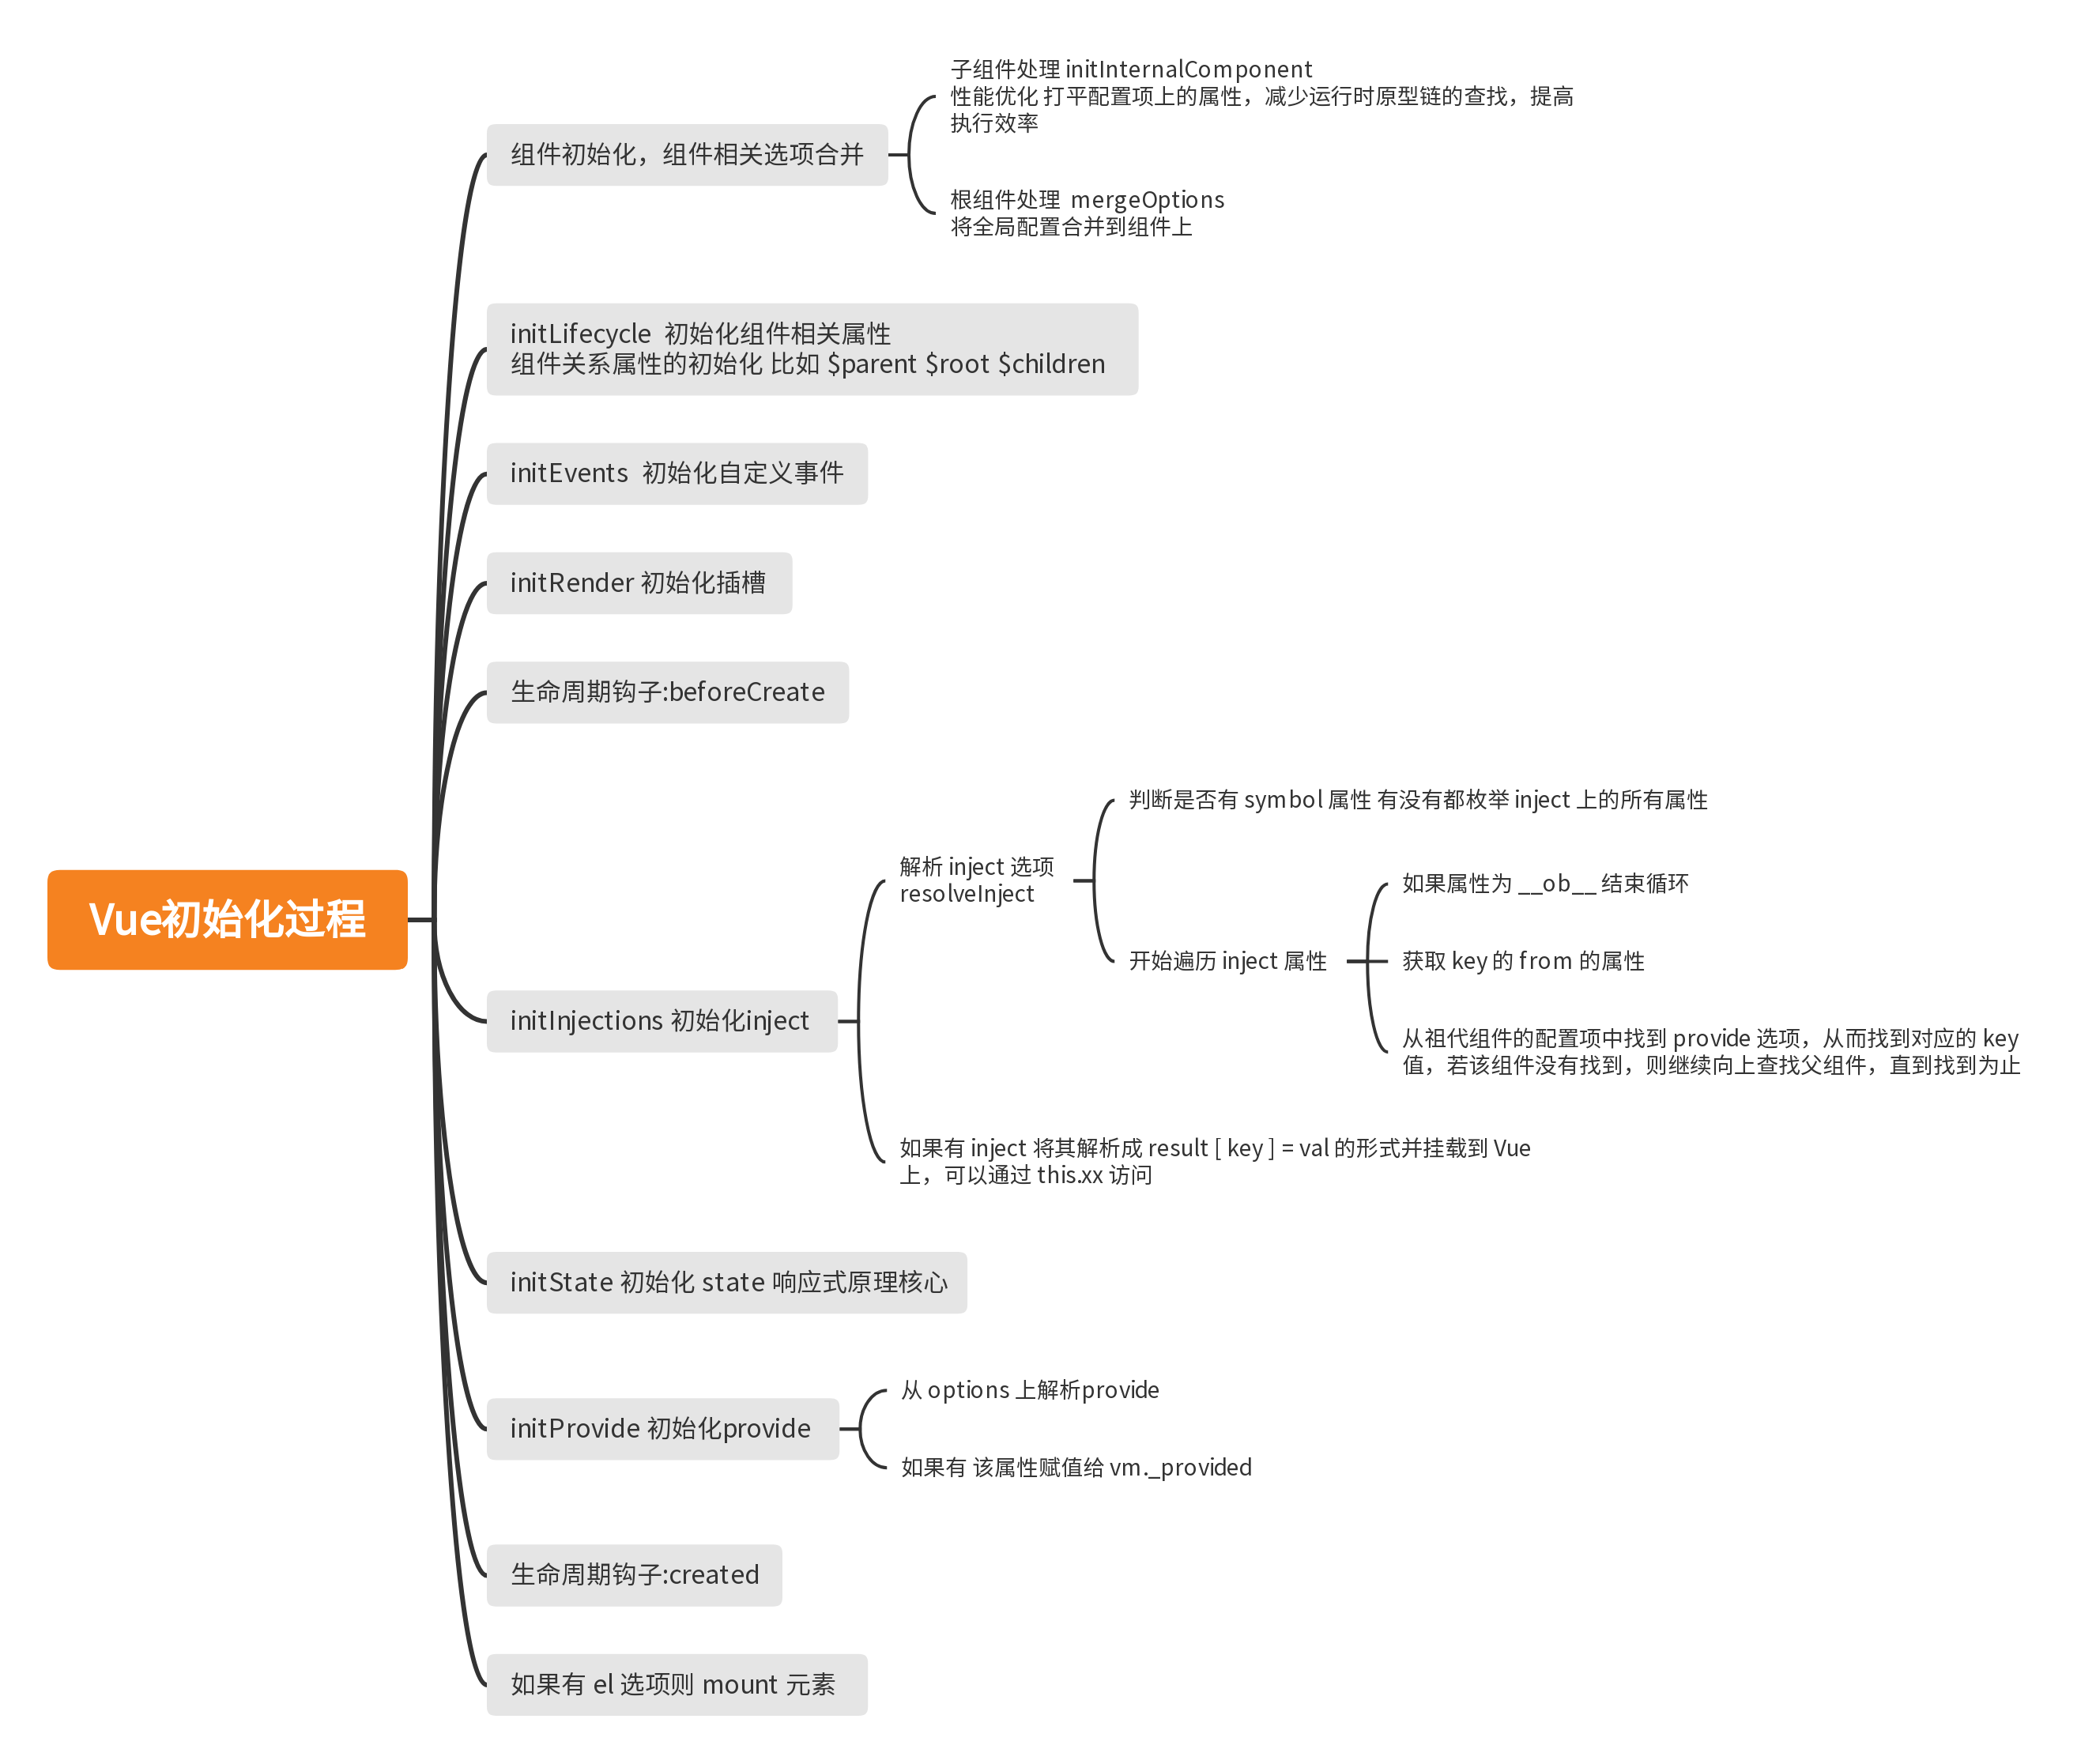 Vue初始化过程
组件初始化，组件相关选项合并
子组件处理 initInternalComponent
性能优化 打平配置项上的属性，减少运行时原型链的查找，提高
执行效率
根组件处理  mergeOptions
将全局配置合并到组件上
initLifecycle  初始化组件相关属性
组件关系属性的初始化 比如 $parent $root $children
initEvents  初始化自定义事件
initRender 初始化插槽
生命周期钩子:beforeCreate
initInjections 初始化inject
解析 inject 选项
resolveInject
判断是否有 symbol 属性 有没有都枚举 inject 上的所有属性
开始遍历 inject 属性
如果属性为 __ob__ 结束循环
获取 key 的 from 的属性
从祖代组件的配置项中找到 provide 选项，从而找到对应的 key
值，若该组件没有找到，则继续向上查找父组件，直到找到为止
如果有 inject 将其解析成 result [ key ] = val 的形式并挂载到 Vue
上，可以通过 this.xx 访问
initState 初始化 state 响应式原理核心
initProvide 初始化provide
从 options 上解析provide
如果有 该属性赋值给 vm._provided
生命周期钩子:created
如果有 el 选项则 mount 元素